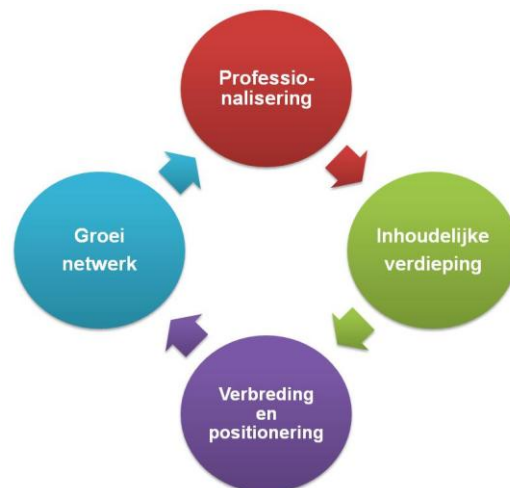 Professio-
nalisering
Inhoudelijke
verdieping
Verbreding
en
positionering
Groei
netwerk